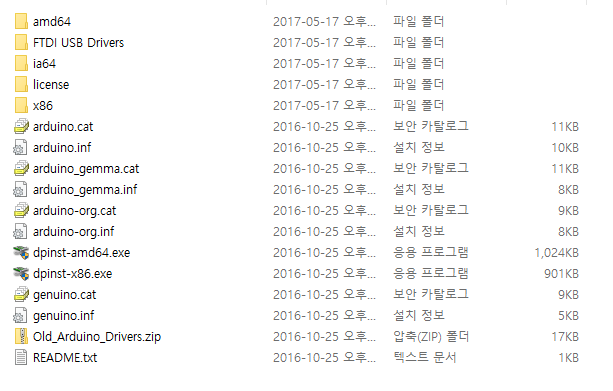 amd64 2017-05-17 오후... 파일 폴더
FTDI USB Drivers 2017-05-17 오후... 파일 폴더
ia64 2017-05-17 오후... 파일 폴더
license 2017-05-17 오후... 파일 폴더
x86 2017-05-17 오후... 파일 폴더
arduino.cat 2016-10-25 오후... 보안 카탈로그 11KB
arduino.inf 2016-10-25 오후... 설치 정보 10KB
arduino_gemma.cat 2016-10-25 오후... 보안 카탈로그 11KB
arduino_gemma.inf 2016-10-25 오후... 설치 정보 8KB
arduino-org.cat 2016-10-25 오후... 보안 카탈로그 9KB
arduino-org.inf 2016-10-25 오후... 설치 정보 8KB
dpinst-amd64.exe 2016-10-25 오후... 응용 프로그램 1,024KB
dpinst-x86.exe 2016-10-25 오후... 응용 프로그램 901KB
genuino.cat 2016-10-25 오후... 보안 카탈로그 9KB
genuino.inf 2016-10-25 오후... 설치 정보 5KB
Old_Arduino_Drivers.zip 2016-10-25 오후... 압축(ZIP) 폴더 17KB
README.txt 2016-10-25 오후... 텍스트 문서 1KB